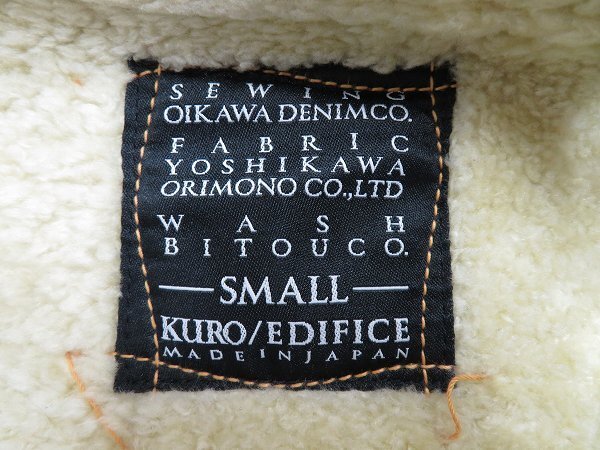 SEWING
OIKAWA DENIMCO.
FABRIC
YOSHIKAWA
ORIMONO CO.,LTD
WASH
BITOUCO.
SMALL
KURO/EDIFICE
MADE IN JAPAN